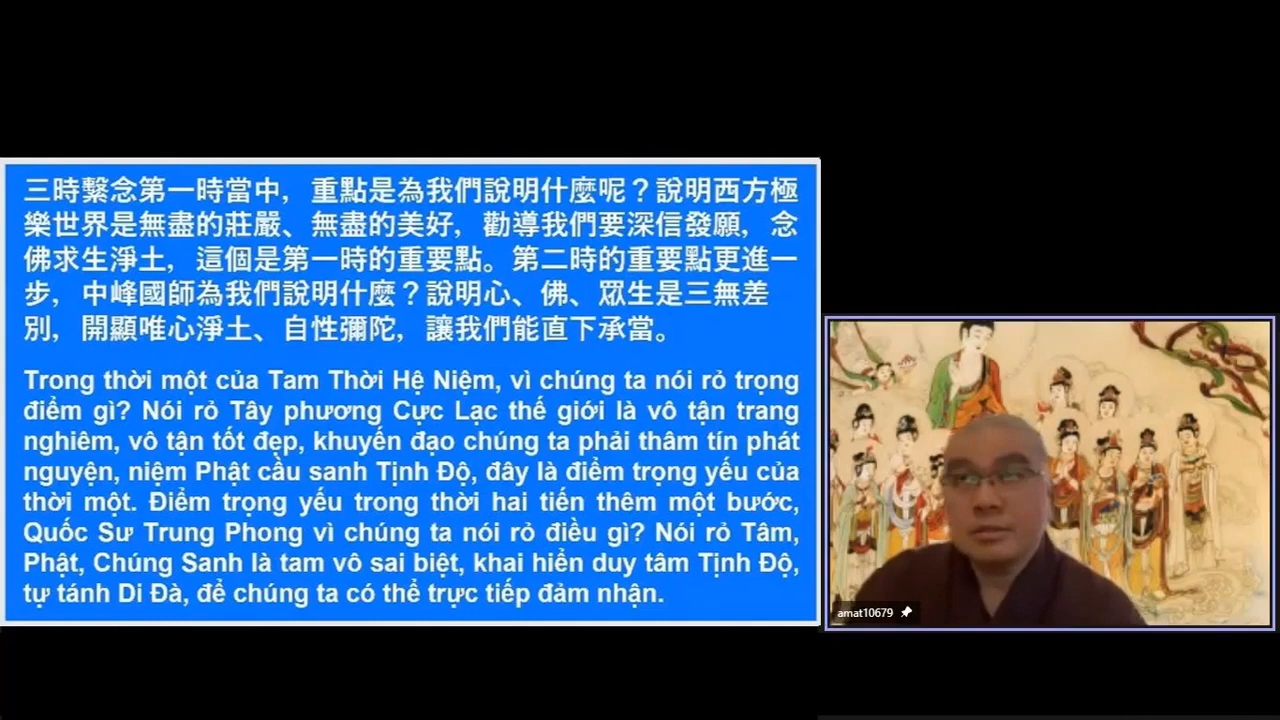 三時繫念第一時當中，重點是為我們說明什麼呢？說明西方極
樂世界是無盡的莊嚴、無盡的美好，勸導我們要深信發願，念
佛求生淨土，這個是第一時的重要點。第二時的重要點更進一
步，中峰國師為我們說明什麼？說明心、佛、眾生是三無差
別，開顯唯心淨土、自性彌陀，讓我們能直下承當。
Trong thời một của Tam Thời Hệ Niệm, vì chúng ta nói rỏ trọng
điểm gì? Nói rỏ Tây phương Cực Lạc thế giới là vô tận trang
nghiêm, vô tận tốt đẹp, khuyến đạo chúng ta phải thâm tín phát
nguyện, niệm Phật cầu sanh Tịnh Độ, đây là điểm trọng yếu của
thời một. Điểm trọng yếu trong thời hai tiến thêm một bước,
Quốc Sư Trung Phong vì chúng ta nói rỏ điều gì? Nói rỏ Tâm,
Phật, Chúng Sanh là tam vô sai biệt, khai hiển duy tâm Tịnh Độ,
tự tánh Di Đà, để chúng ta có thể trực tiếp đảm nhận.
amat10679